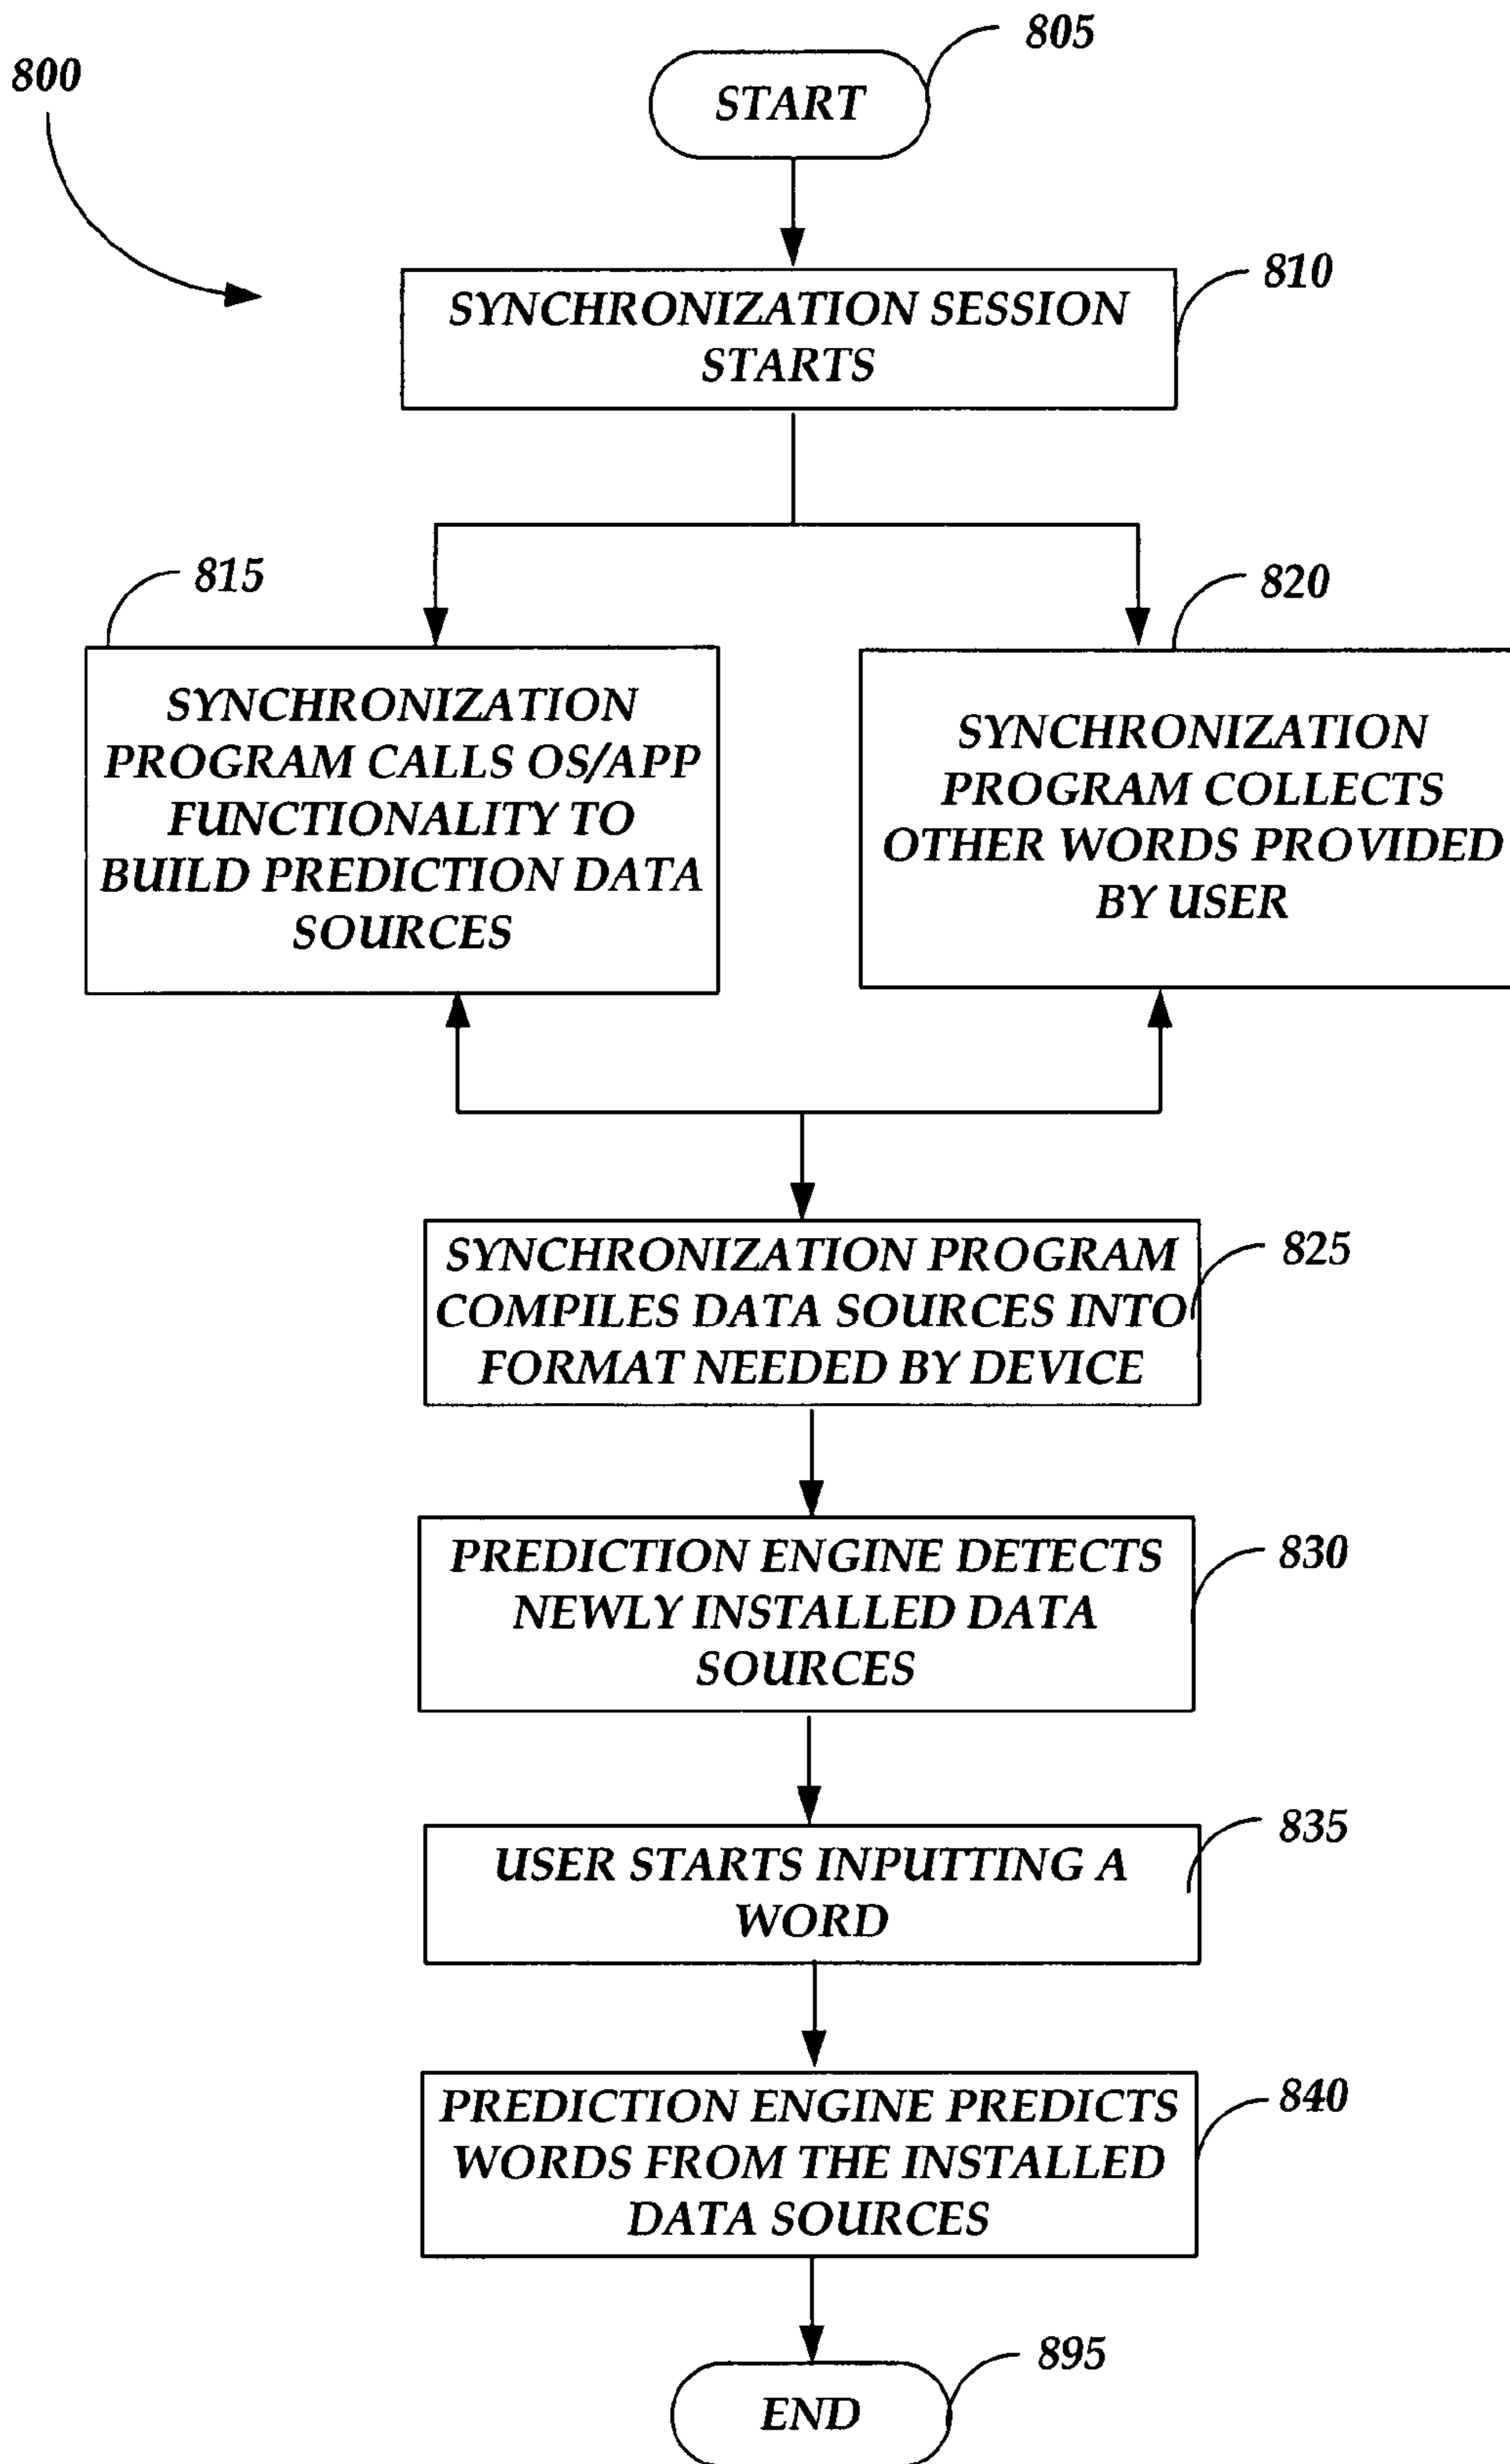 805
800
START
810
SYNCHRONIZATION SESSION
STARTS
815
820
SYNCHRONIZATION
PROGRAM CALLS OS/APP
FUNCTIONALITY TO
BUILD PREDICTION DATA
SOURCES
SYNCHRONIZATION
PROGRAM COLLECTS
OTHER WORDS PROVIDED
BY USER
SYNCHRONIZATION PROGRAM
COMPILES DATA SOURCES INTO
FORMAT NEEDED BY DEVICE
825
PREDICTION ENGINE DETECTS
NEWLY INSTALLED DATA
SOURCES
830
USER STARTS INPUTTING A
WORD
835
PREDICTION ENGINE PREDICTS
WORDS FROM THE INSTALLED
DATA SOURCES
840
895
END